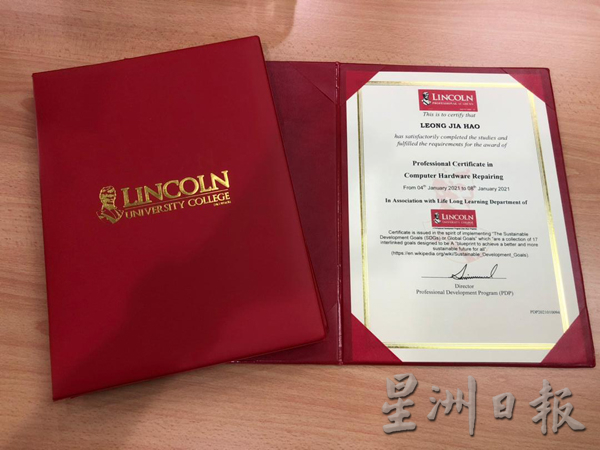 LINCOLN
UNIVERSITY COLLEGE
LINCOLN
This is to certify that
LEONG JIA HAO
has satisfactorily completed the studies and
fulfilled the requirements for the award of
Professional Certificate in
Computer Hardware Repairing
From 04th January 2021 to 08th January 2021
In Association with Life Long Learning Department of
LINCOLN
UNIVERSITY COLLEGE
Certificate is issued in the spirit of implementing "The Sustainable
Development Goals (SDGs) or Global Goals" which "are a collection of 17
interlinked goals designed to be A "blueprint to achieve a better and more
sustainable future for all".
(https://en.wikipedia.org/wiki/Sustainable_Development_Goals).
Director
Professional Development Program (PDP)
星洲日報